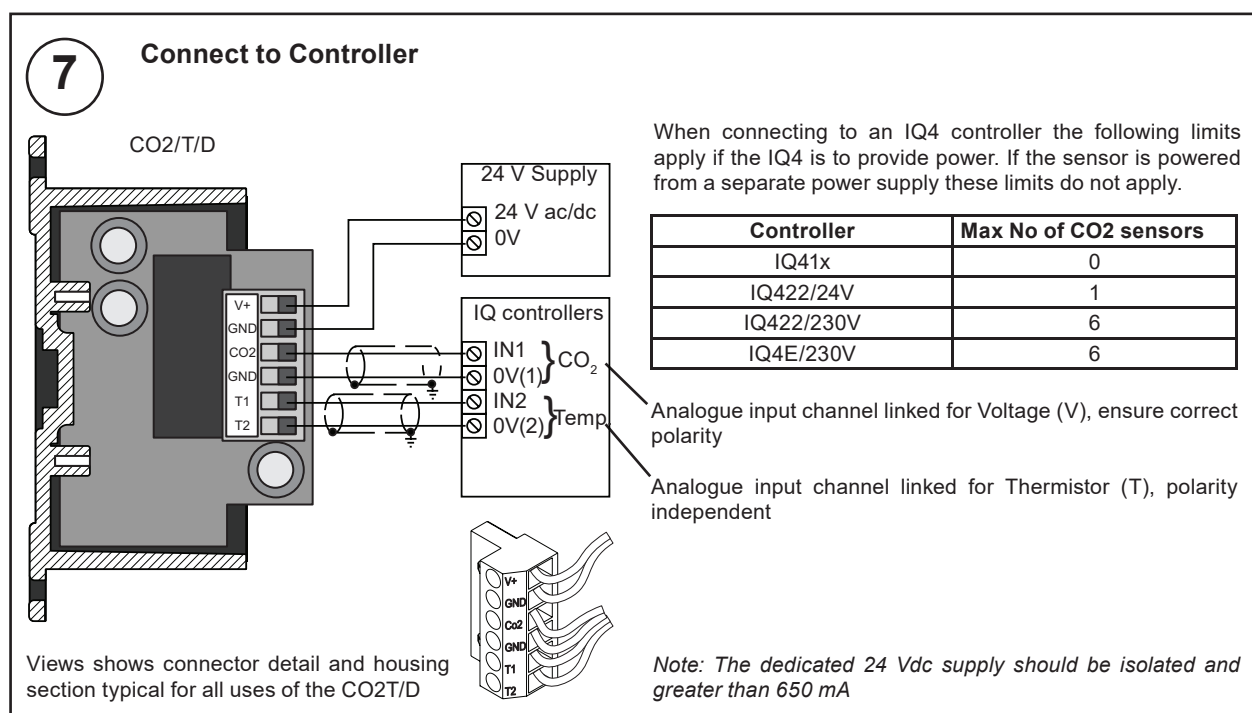 7
Connect to Controller
CO2/T/D
V+
GND
CO2
GND
T1
T2
24 V Supply
24 V ac/dc
0V
IQ controllers
IN1
0V(1)
CO2
IN2
0V(2)
Temp
V+
GND
Co2
GND
T1
T2
Views shows connector detail and housing
section typical for all uses of the CO2T/D
When connecting to an IQ4 controller the following limits
apply if the IQ4 is to provide power. If the sensor is powered
from a separate power supply these limits do not apply.
Controller Max No of CO2 sensors
IQ41x 0
IQ422/24V 1
IQ422/230V 6
IQ4E/230V 6
Analogue input channel linked for Voltage (V), ensure correct
polarity
Analogue input channel linked for Thermistor (T), polarity
independent
Note: The dedicated 24 Vdc supply should be isolated and
greater than 650 mA